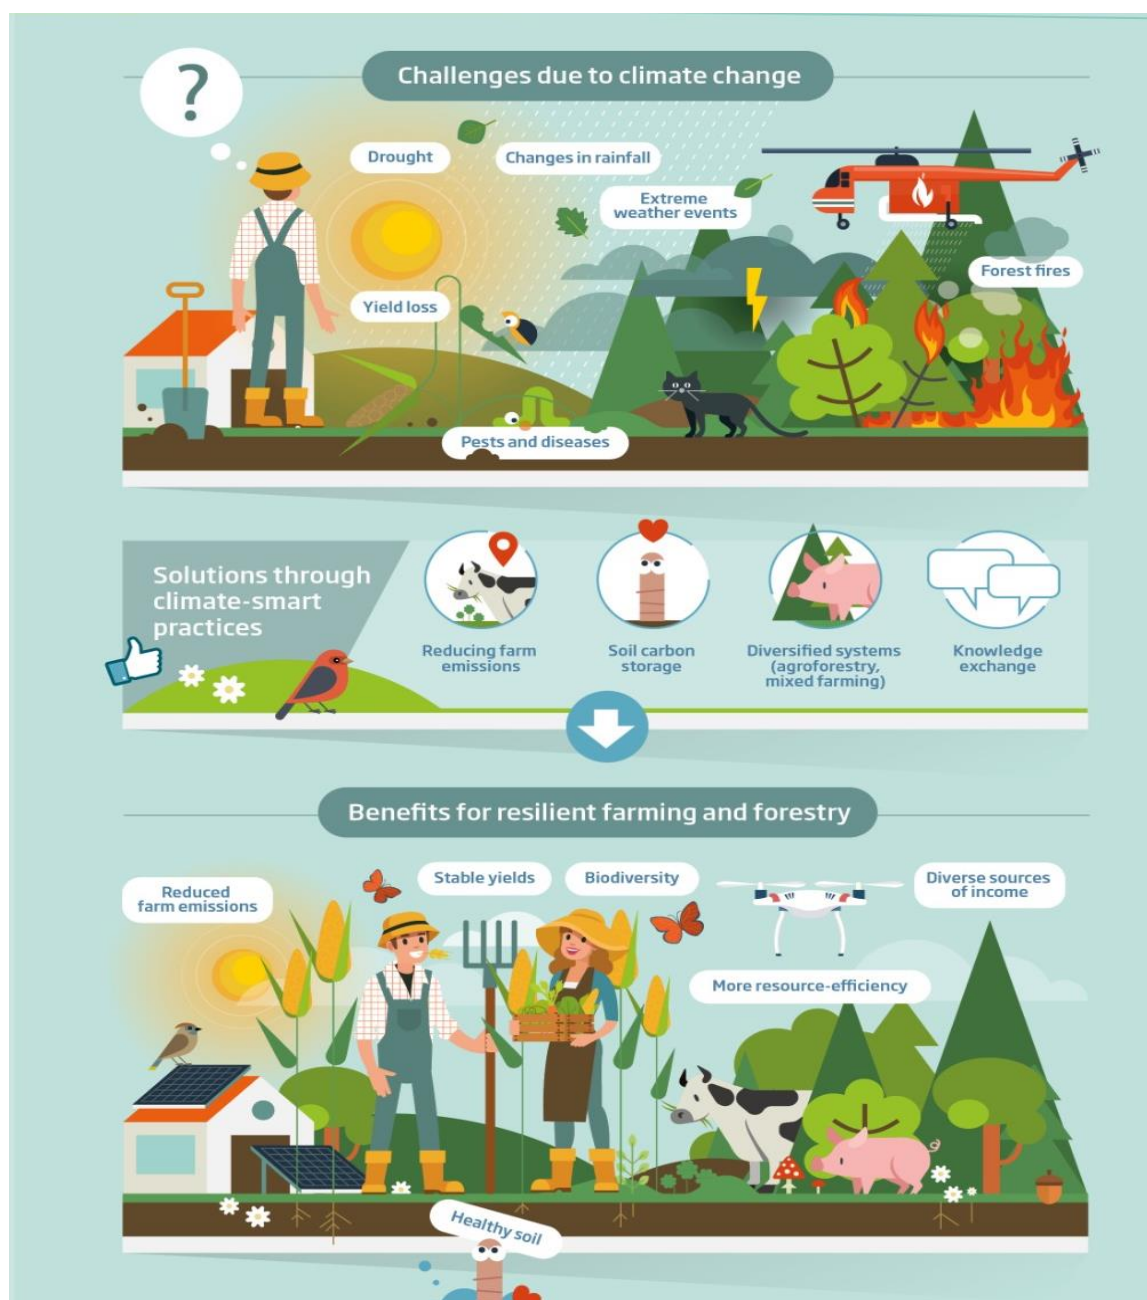 ?
Challenges due to climate change
Drought
Changes in rainfall
Extreme
weather events
Forest fires
Yield loss
Pests and diseases
Solutions through
climate-smart
practices
Reducing farm
emissions
Soil carbon
storage
Diversified systems
(agroforestry,
mixed farming)
Knowledge
exchange
Benefits for resilient farming and forestry
Reduced
farm emissions
Stable yields
Biodiversity
Diverse sources
of income
More resource-efficiency
Healthy soil